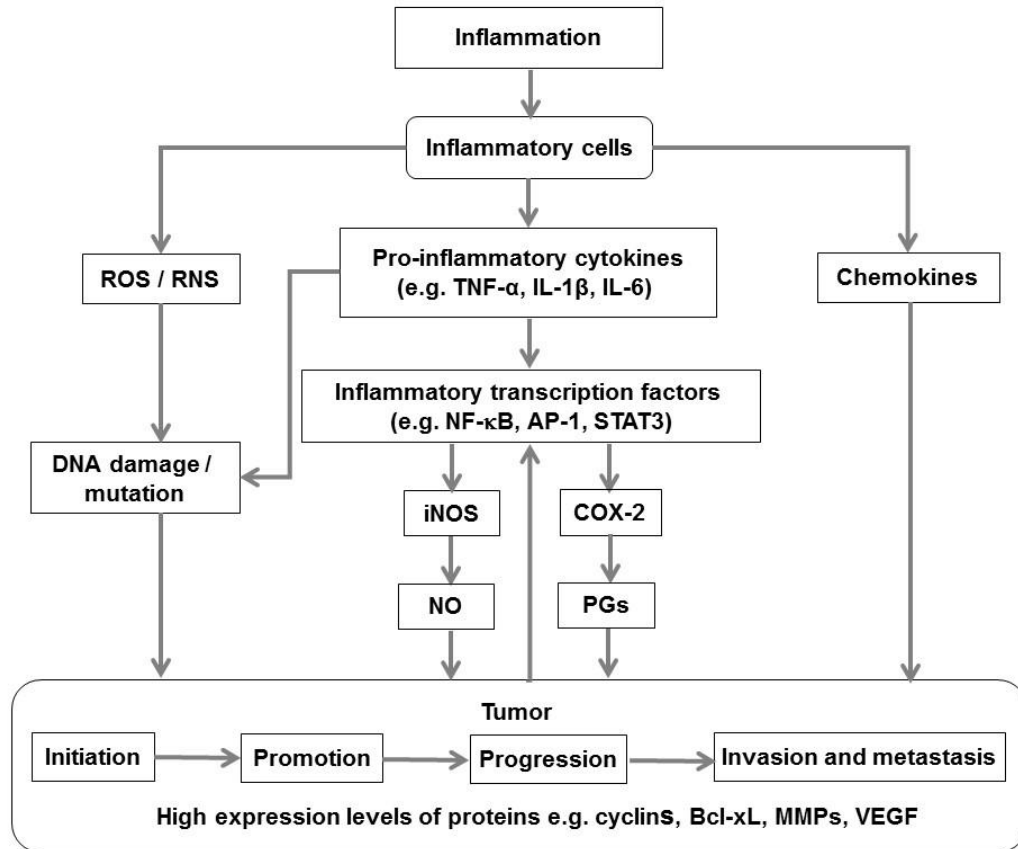 Inflammation
Inflammatory cells
Pro-inflammatory cytokines
(e.g. TNF-α, IL-1β, IL-6)
ROS / RNS
Chemokines
Inflammatory transcription factors
(e.g. NF-κB, AP-1, STAT3)
DNA damage /
mutation
iNOS
COX-2
NO
PGs
Tumor
Initiation
Promotion
Progression
Invasion and metastasis
High expression levels of proteins e.g. cyclins, Bcl-xL, MMPs, VEGF